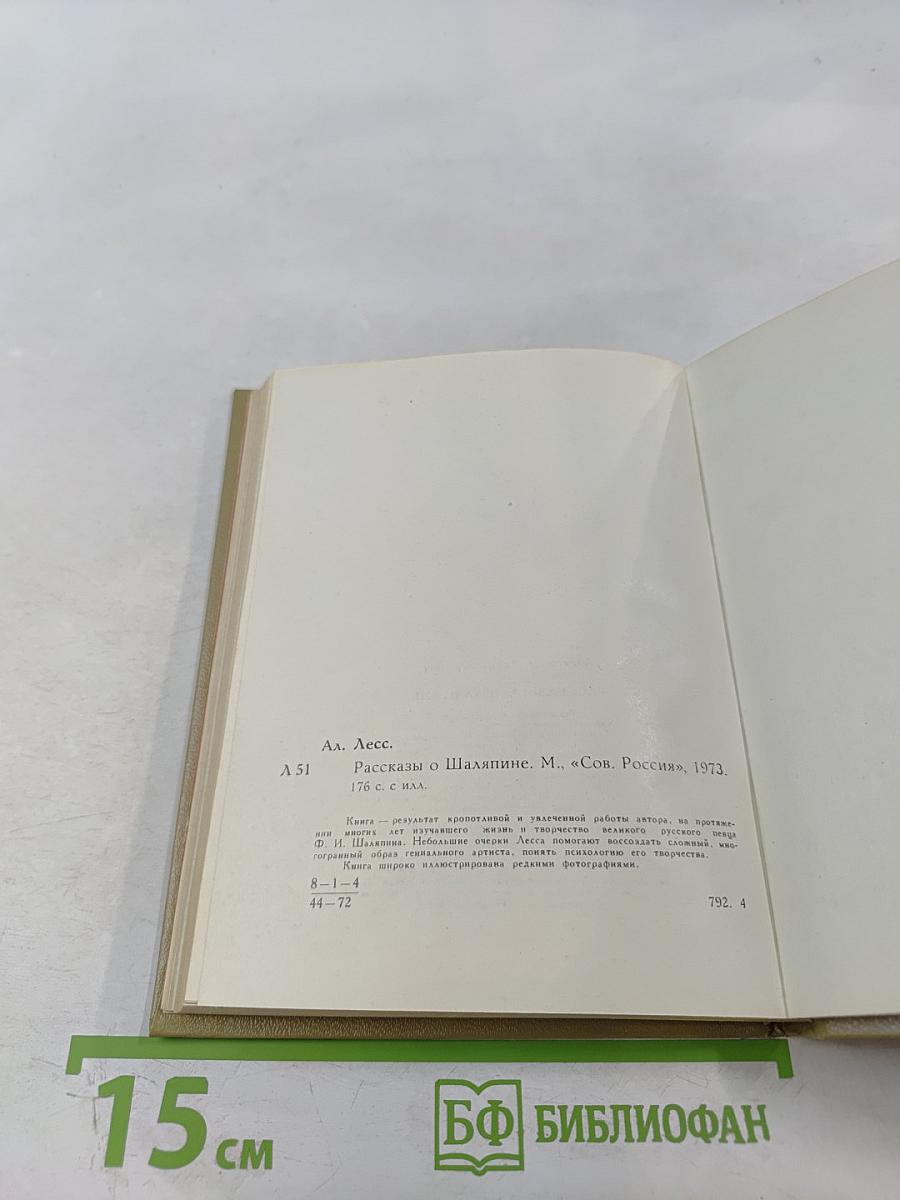 Ал. Лесс.
Л 51 Рассказы о Шаляпине. М., «Сов. Россия», 1973.
176 с. с илл.
Книга — результат кропотливой и увлеченной работы автора, на протяже-
нии многих лет изучавшего жизнь и творчество великого русского певца
Ф. И. Шаляпина. Небольшие очерки Лесса помогают воссоздать сложный, мно-
гогранный образ гениального артиста, понять психологию его творчества.
Книга широко иллюстрирована редкими фотографиями.
8—1—4
44—72 792. 4
15 см БФ БИБЛИОФАН